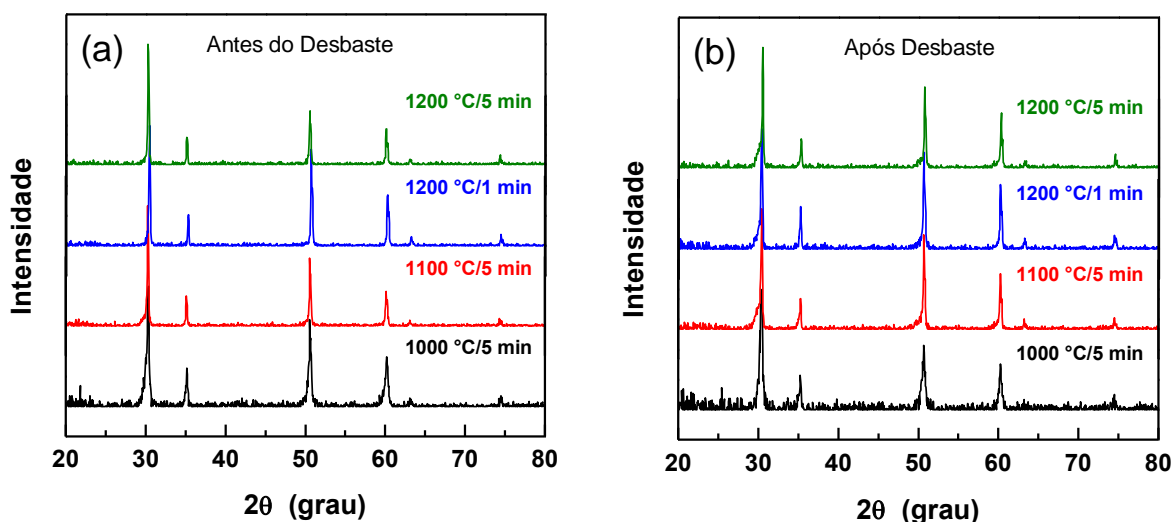 (a)
Antes do Desbaste
1200 °C/5 min
1200 °C/1 min
1100 °C/5 min
1000 °C/5 min
Intensidade
20 30 40 50 60 70 80
2θ (grau)
(b)
Após Desbaste
1200 °C/5 min
1200 °C/1 min
1100 °C/5 min
1000 °C/5 min
Intensidade
20 30 40 50 60 70 80
2θ (grau)